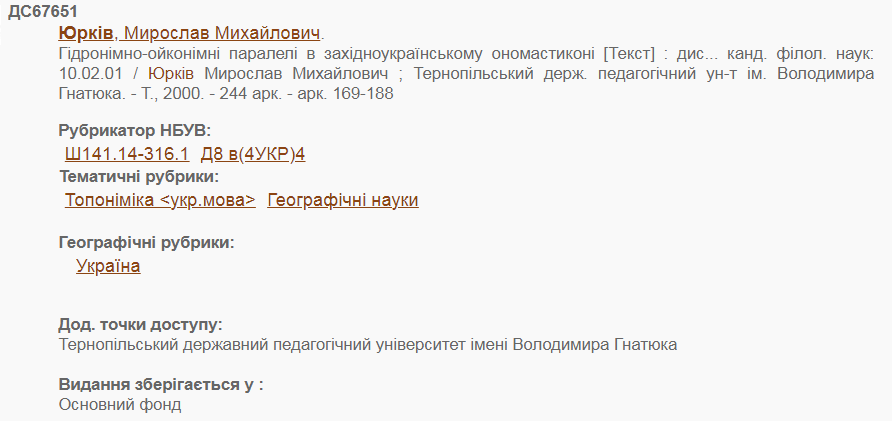 ДС67651
Юрків, Мирослав Михайлович.
Гідронімно-ойконімні паралелі в західноукраїнському ономастиконі [Текст] : дис... канд. філол. наук:
10.02.01 / Юрків Мирослав Михайлович ; Тернопільський держ. педагогічний ун-т ім. Володимира
Гнатюка. - Т., 2000. - 244 арк. - арк. 169-188
Рубрикатор НБУВ:
Ш141.14-316.1 Д8 в(4УКР)4
Тематичні рубрики:
Топоніміка <укр.мова> Географічні науки
Географічні рубрики:
Україна
Дод. точки доступу:
Тернопільський державний педагогічний університет імені Володимира Гнатюка
Видання зберігається у :
Основний фонд